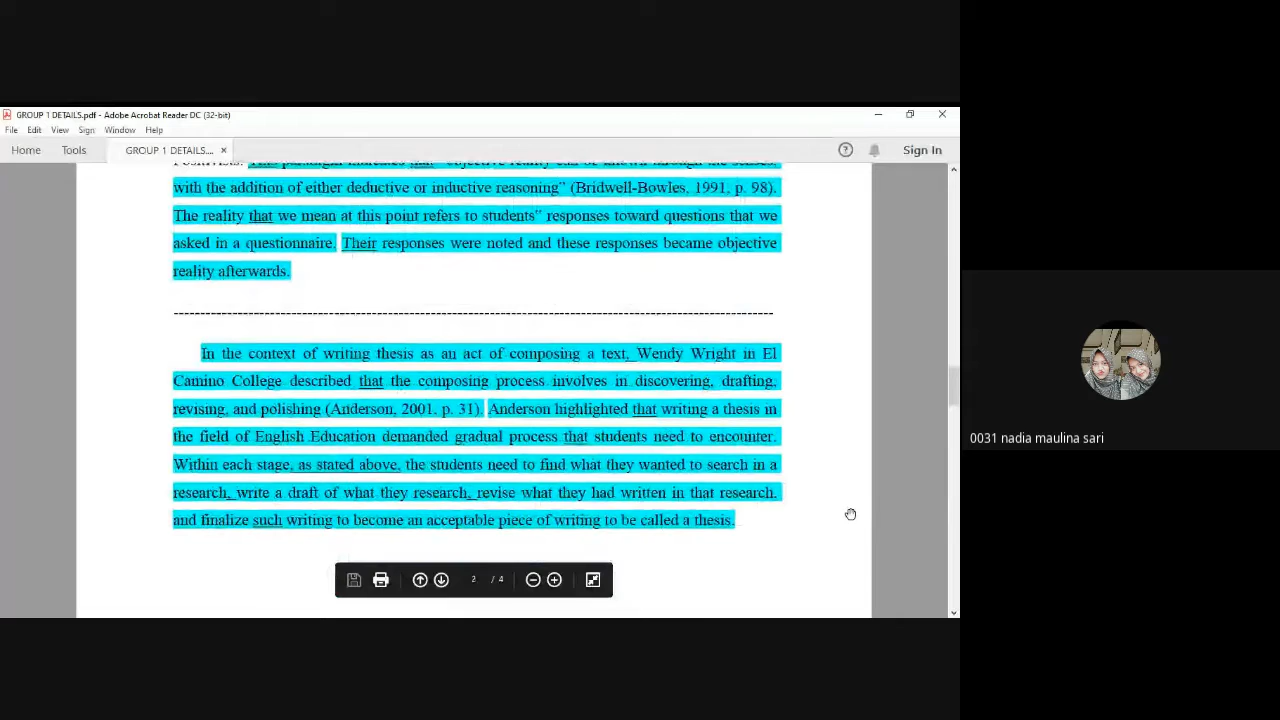 GROUP 1 DETAILS.pdf - Adobe Acrobat Reader DC (32-bit)
File Edit View Sign Window Help
Home Tools GROUP 1 DETAILS.... × Sign In
with the addition of either deductive or inductive reasoning” (Bridwell-Bowles, 1991, p. 98).
The reality that we mean at this point refers to students” responses toward questions that we
asked in a questionnaire. Their responses were noted and these responses became objective
reality afterwards.
--------------------------------------------------------------------------------------------------------------
In the context of writing thesis as an act of composing a text, Wendy Wright in El
Camino College described that the composing process involves in discovering, drafting,
revising, and polishing (Anderson, 2001, p. 31). Anderson highlighted that writing a thesis in
the field of English Education demanded gradual process that students need to encounter.
Within each stage, as stated above, the students need to find what they wanted to search in a
research, write a draft of what they research, revise what they had written in that research,
and finalize such writing to become an acceptable piece of writing to be called a thesis.
2 / 4
0031 nadia maulina sari